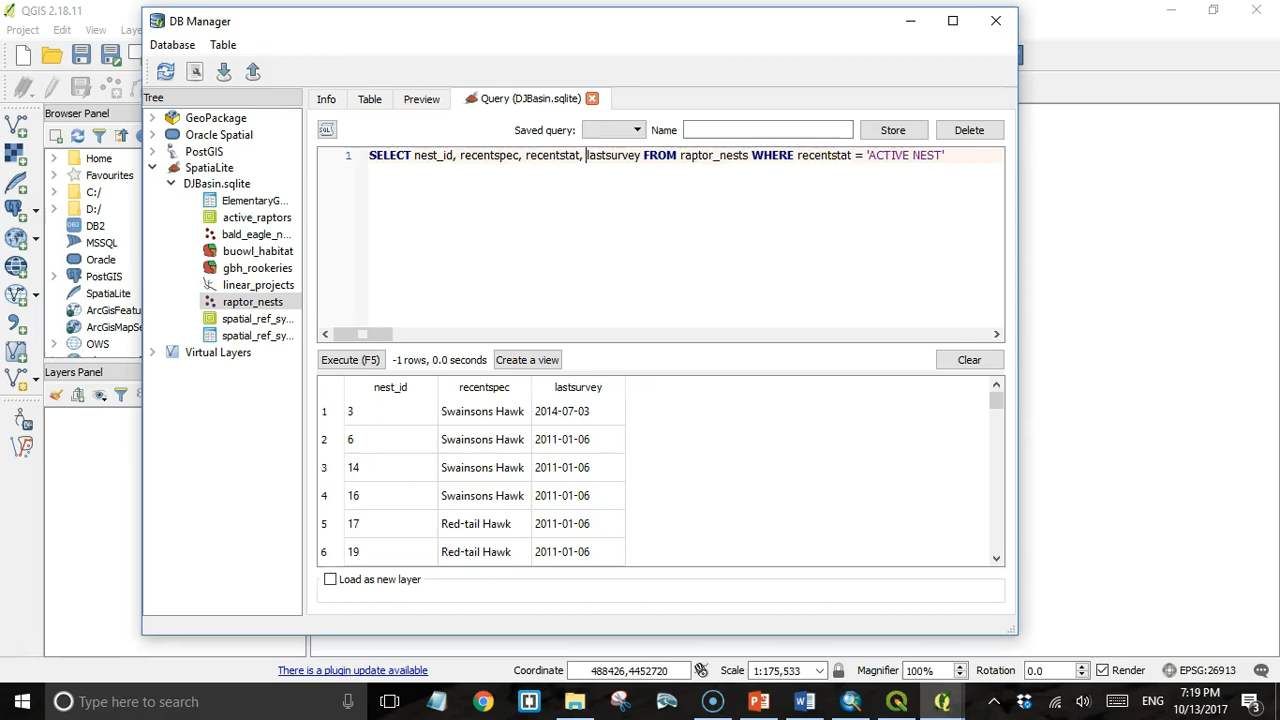 QGIS 2.18.11
Project Edit View Laye
DB Manager
Database Table
Browser Panel
Home
Favourites
C:/
D:/
DB2
MSSQL
Oracle
PostGIS
SpatiaLite
ArcGisFeatu
ArcGisMapSe
OWS
Layers Panel
Tree
GeoPackage
Oracle Spatial
PostGIS
SpatiaLite
DJBasin.sqlite
ElementaryG...
active_raptors
bald_eagle_n...
buowl_habitat
gbh_rookeries
linear_projects
raptor_nests
spatial_ref_sy...
spatial_ref_sy...
Virtual Layers
Info Table Preview Query (DJBasin.sqlite)
Saved query: Name Store Delete
1 SELECT nest_id, recentspec, recentstat, lastsurvey FROM raptor_nests WHERE recentstat = 'ACTIVE NEST'
Execute (F5) -1 rows, 0.0 seconds Create a view Clear
nest_id recentspec lastsurvey
1 3 Swainsons Hawk 2014-07-03
2 6 Swainsons Hawk 2011-01-06
3 14 Swainsons Hawk 2011-01-06
4 16 Swainsons Hawk 2011-01-06
5 17 Red-tail Hawk 2011-01-06
6 19 Red-tail Hawk 2011-01-06
Load as new layer
There is a plugin update available Coordinate 488426,4452720 Scale 1:175,533 Magnifier 100% Rotation 0.0 Render EPSG:26913
Type here to search
ENG
7:19 PM
10/13/2017
3